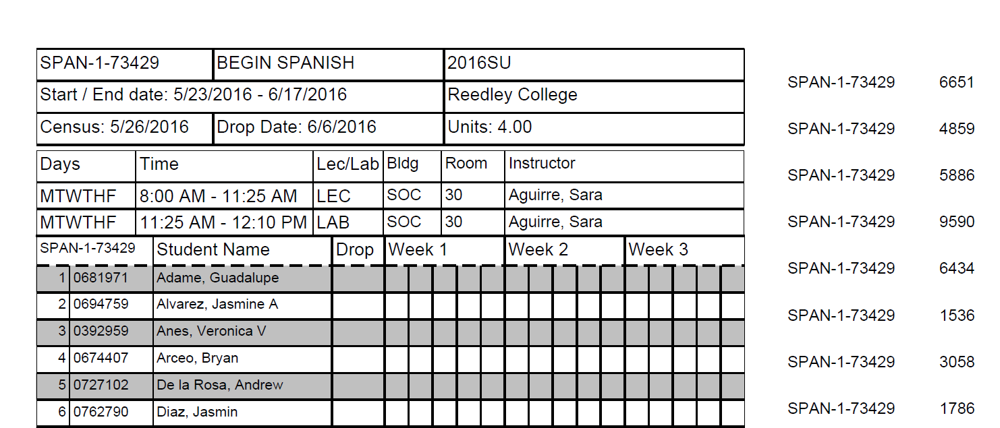 SPAN-1-73429 BEGIN SPANISH 2016SU
Start / End date: 5/23/2016 - 6/17/2016 Reedley College
Census: 5/26/2016 Drop Date: 6/6/2016 Units: 4.00
Days Time Lec/Lab Bldg Room Instructor
MTWTHF 8:00 AM - 11:25 AM LEC SOC 30 Aguirre, Sara
MTWTHF 11:25 AM - 12:10 PM LAB SOC 30 Aguirre, Sara
SPAN-1-73429 Student Name Drop Week 1 Week 2 Week 3
1 0681971 Adame, Guadalupe
2 0694759 Alvarez, Jasmine A
3 0392959 Anes, Veronica V
4 0674407 Arceo, Bryan
5 0727102 De la Rosa, Andrew
6 0762790 Diaz, Jasmin
SPAN-1-73429 6651
SPAN-1-73429 4859
SPAN-1-73429 5886
SPAN-1-73429 9590
SPAN-1-73429 6434
SPAN-1-73429 1536
SPAN-1-73429 3058
SPAN-1-73429 1786